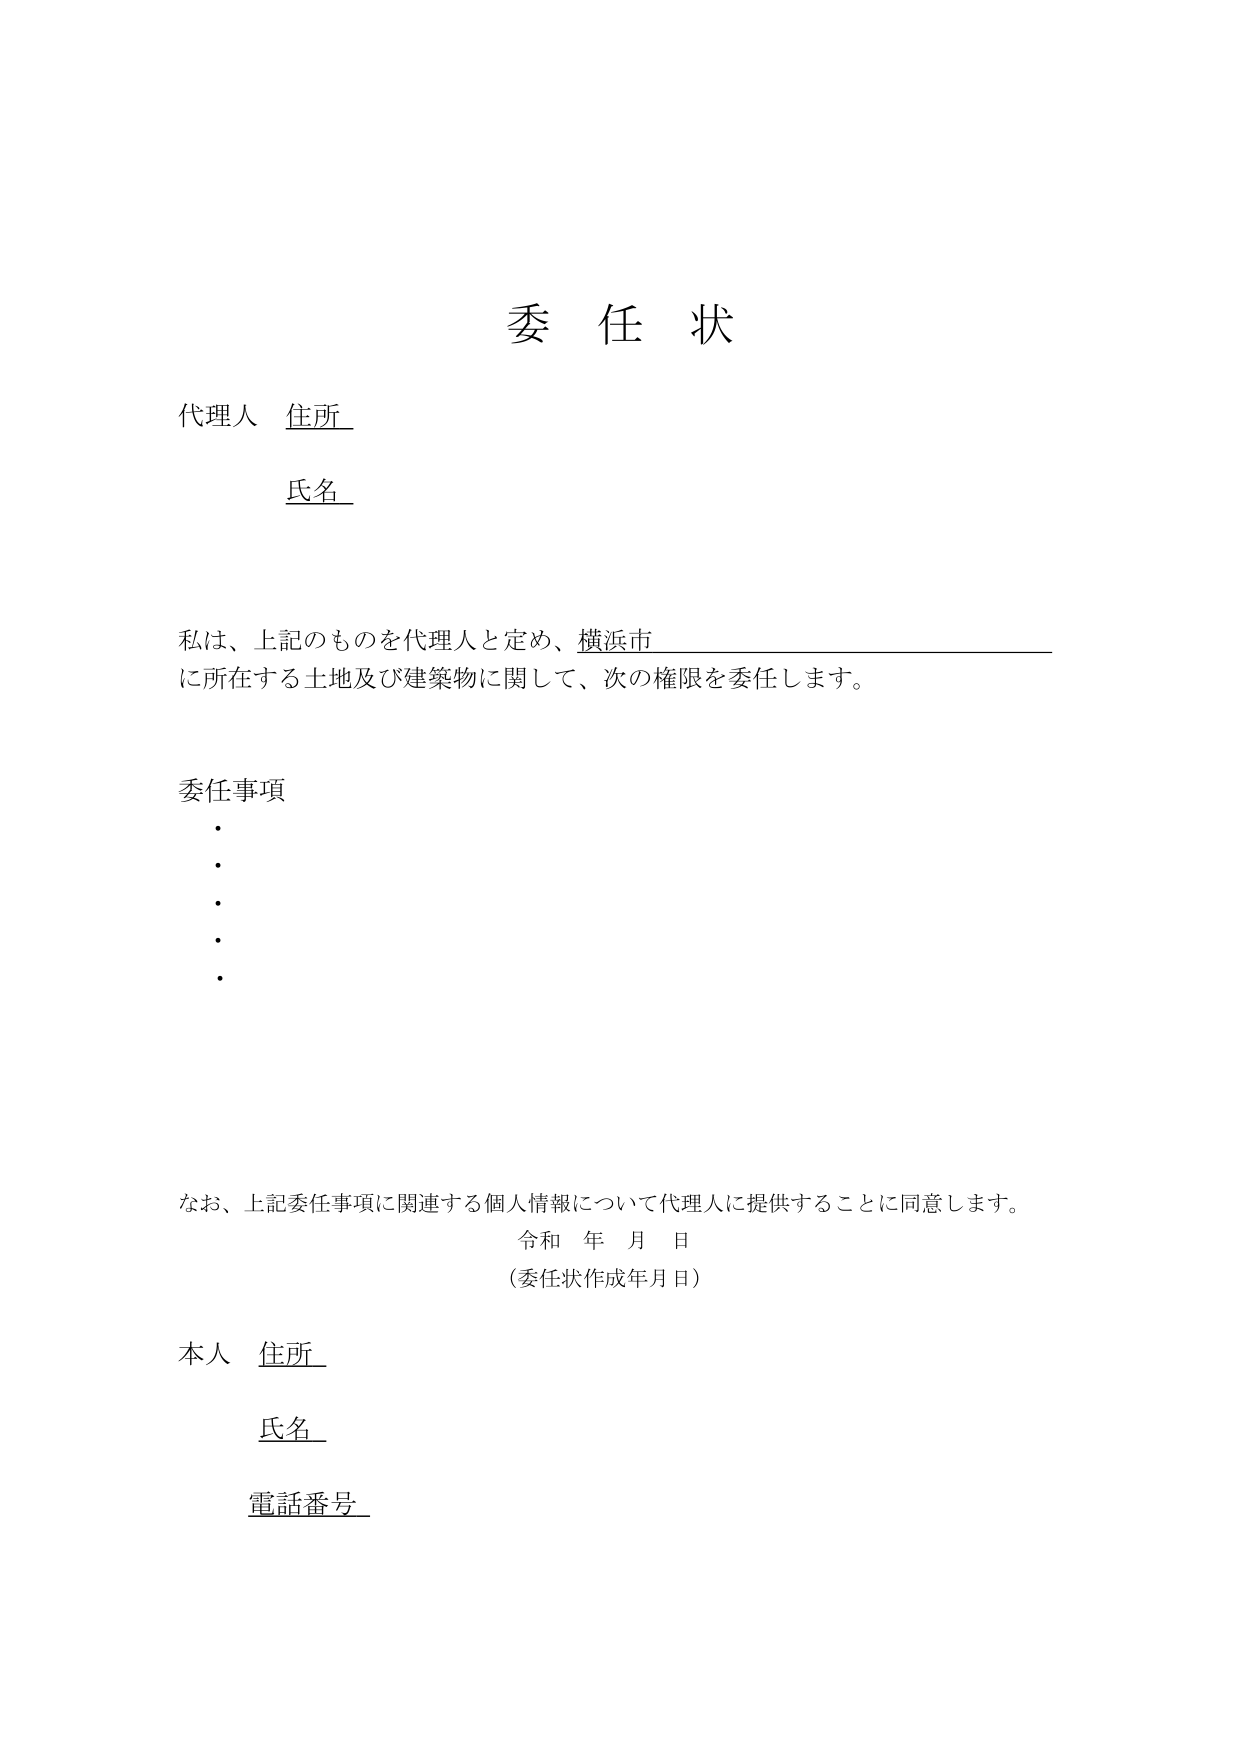 委　任　状
代理人　住所
氏名
私は、上記のものを代理人と定め、横浜市
に所在する土地及び建築物に関して、次の権限を委任します。
委任事項
・
・
・
・
・
なお、上記委任事項に関連する個人情報について代理人に提供することに同意します。
令和　年　月　日
（委任状作成年月日）
本人　住所
氏名
電話番号